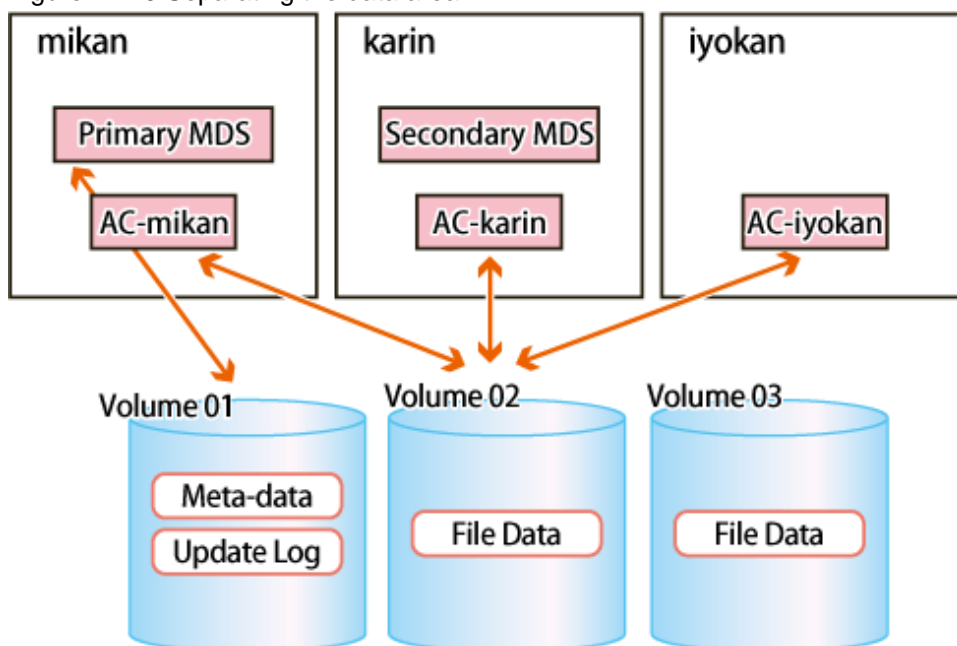 mikan
karin
iyokan
Primary MDS
Secondary MDS
AC-mikan
AC-karin
AC-iyokan
Volume 01
Volume 02
Volume 03
Meta-data
Update Log
File Data
File Data